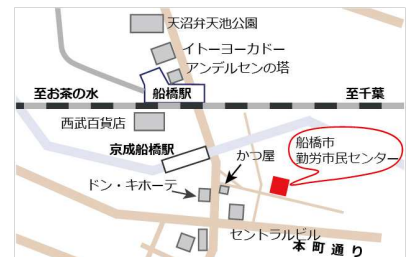 天沼弁天池公園
イトーヨーカドー
アンデルセンの塔
至お茶の水
船橋駅
至千葉
西武百貨店
京成船橋駅
かつ屋
船橋市
勤労市民センター
ドン・キホーテ
セントラルビル
本町通り